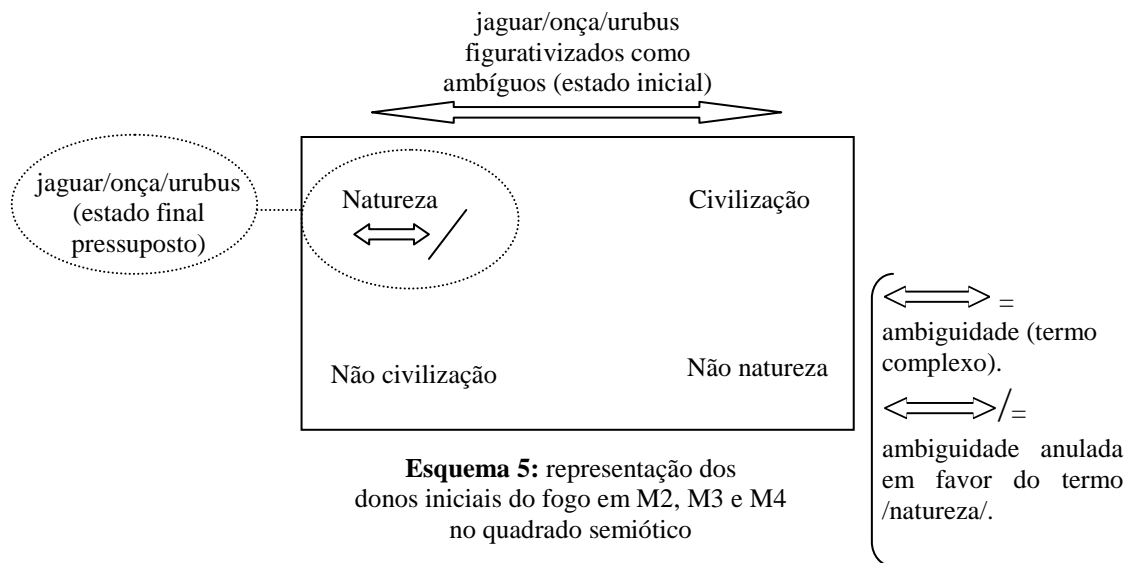 jaguar/onça/urubus
figurativizados como
ambíguos (estado inicial)
jaguar/onça/urubus
(estado final
pressuposto)
Natureza
Civilização
Não civilização
Não natureza
=
ambiguidade (termo
complexo).
/=
ambiguidade anulada
em favor do termo
/natureza/.
Esquema 5: representação dos
donos iniciais do fogo em M2, M3 e M4
no quadrado semiótico